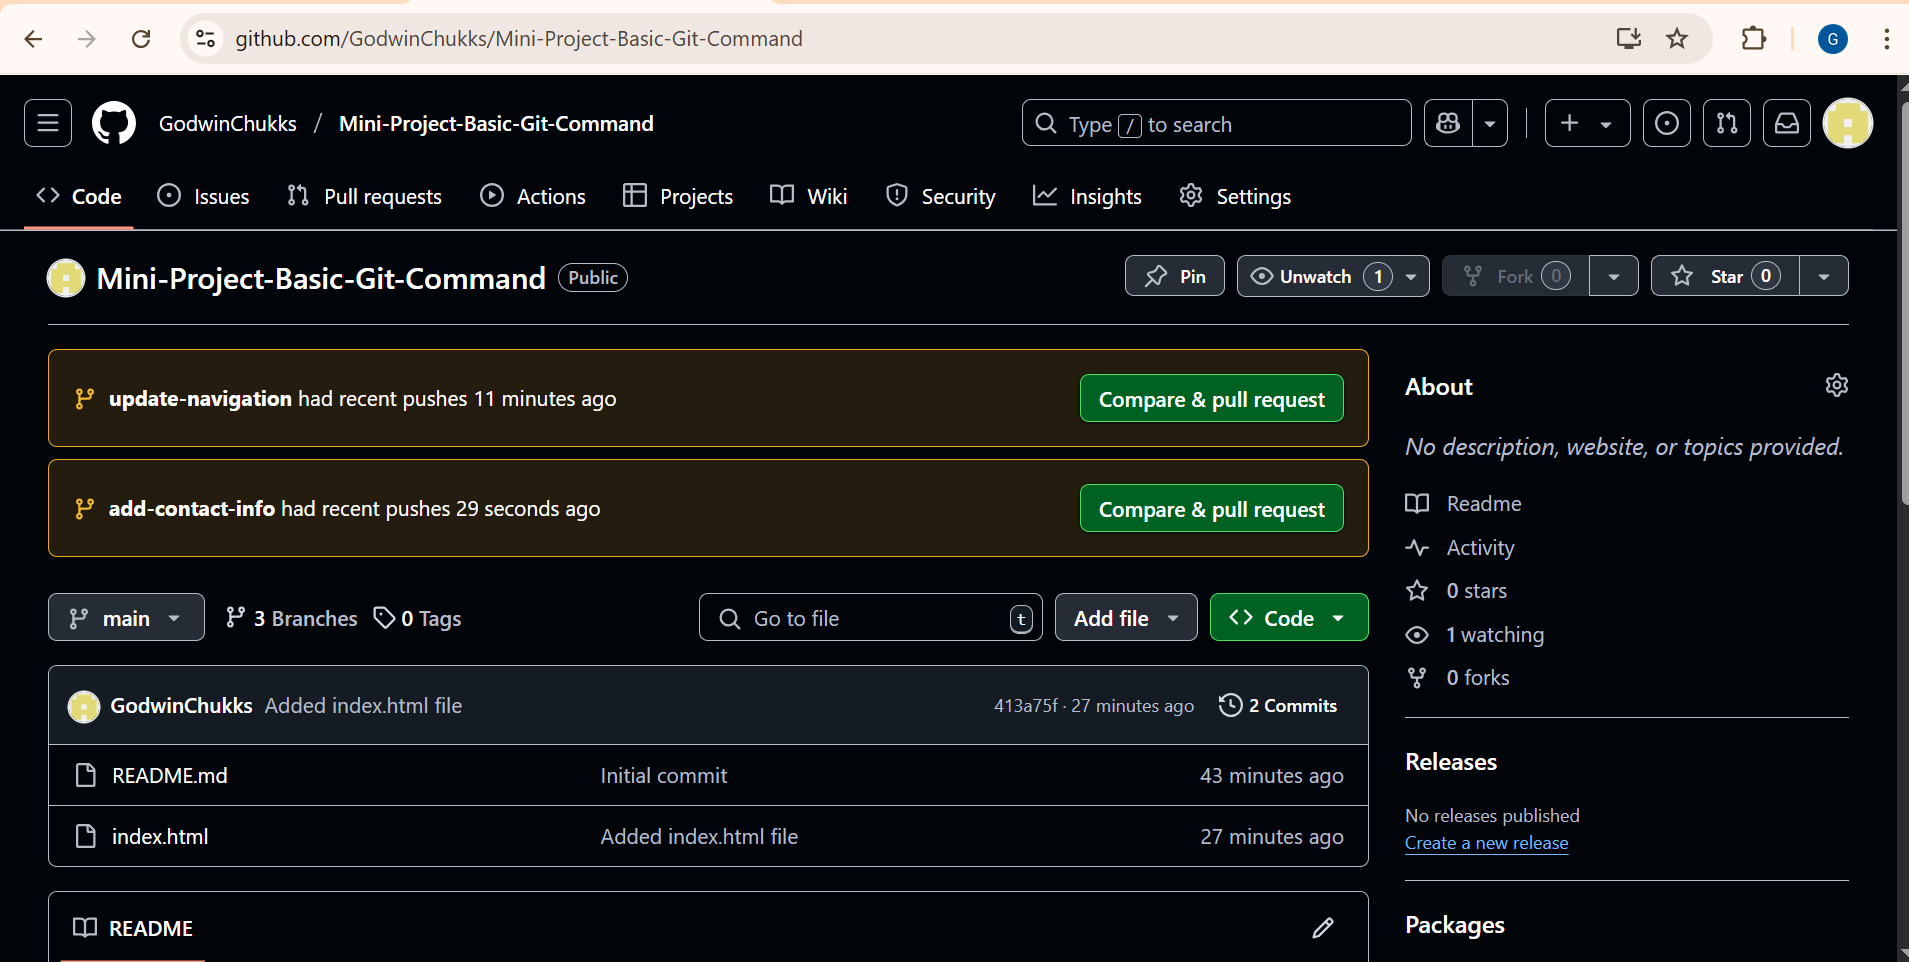 github.com/GodwinChukks/Mini-Project-Basic-Git-Command
G
GodwinChukks / Mini-Project-Basic-Git-Command
Type / to search
Code Issues Pull requests Actions Projects Wiki Security Insights Settings
Mini-Project-Basic-Git-Command Public
Pin Unwatch 1 Fork 0 Star 0
update-navigation had recent pushes 11 minutes ago
Compare & pull request
add-contact-info had recent pushes 29 seconds ago
Compare & pull request
main 3 Branches 0 Tags
Go to file t
Add file
Code
GodwinChukks Added index.html file 413a75f · 27 minutes ago 2 Commits
README.md Initial commit 43 minutes ago
index.html Added index.html file 27 minutes ago
README
About
No description, website, or topics provided.
Readme
Activity
0 stars
1 watching
0 forks
Releases
No releases published
Create a new release
Packages